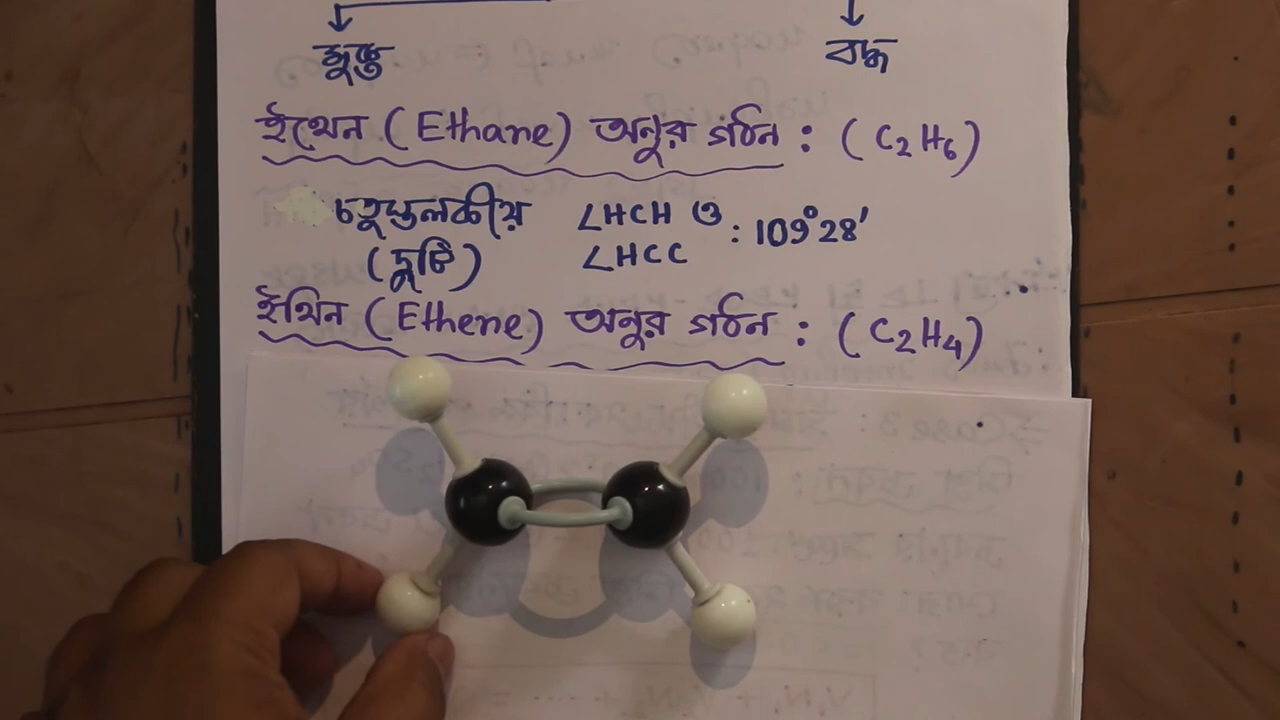 মুক্ত বদ্ধ
ইথেন (Ethane) অনুর গঠন : (C₂H₆)
চতুস্তলকীয় ∠HCH ও : 109°28'
(দুটি) ∠HCC
ইথিন (Ethene) অনুর গঠন : (C₂H₄)